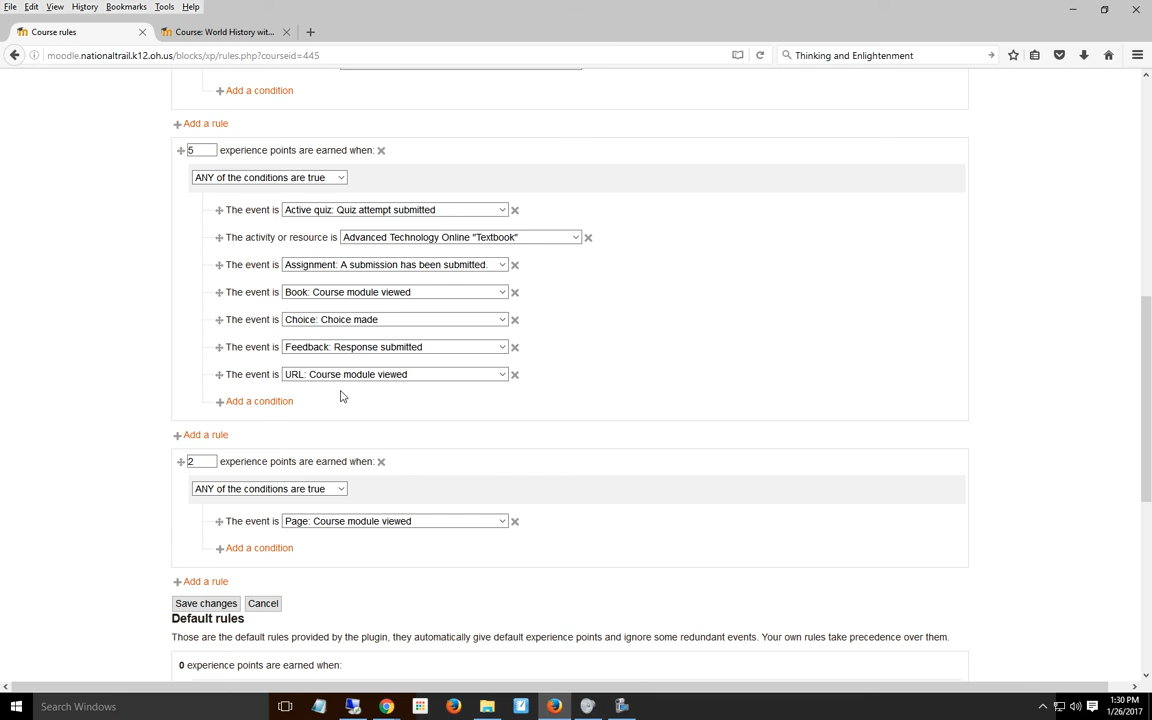 File Edit View History Bookmarks Tools Help
Course rules Course: World History wit...
moodle.nationaltrail.k12.oh.us/blocks/xp/rules.php?courseid=445 Thinking and Enlightenment
Add a condition
Add a rule
5 experience points are earned when:
ANY of the conditions are true
The event is Active quiz: Quiz attempt submitted
The activity or resource is Advanced Technology Online "Textbook"
The event is Assignment: A submission has been submitted.
The event is Book: Course module viewed
The event is Choice: Choice made
The event is Feedback: Response submitted
The event is URL: Course module viewed
Add a condition
Add a rule
2 experience points are earned when:
ANY of the conditions are true
The event is Page: Course module viewed
Add a condition
Add a rule
Save changes Cancel
Default rules
Those are the default rules provided by the plugin, they automatically give default experience points and ignore some redundant events. Your own rules take precedence over them.
0 experience points are earned when:
Search Windows 1:30 PM
1/26/2017